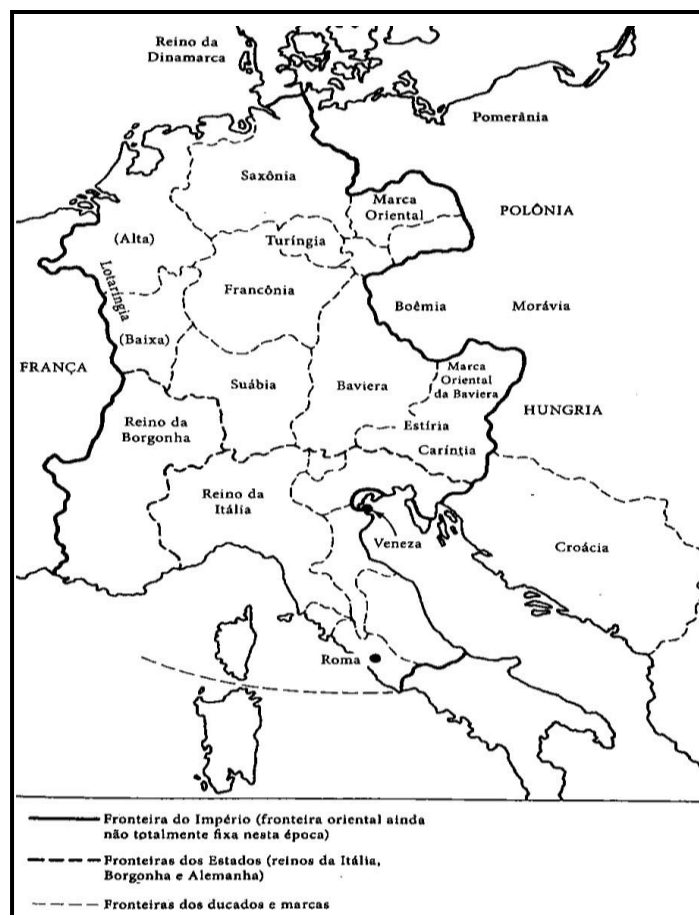 Reino da
Dinamarca
Pomerânia
Saxônia
Marca
Oriental
POLÔNIA
(Alta)
Turíngia
Lotaríngia
Francônia
Boêmia
Morávia
(Baixa)
FRANÇA
Suábia
Baviera
Marca
Oriental
da Baviera
HUNGRIA
Reino da
Borgonha
Estíria
Caríntia
Reino da
Itália
Veneza
Croácia
Roma
Fronteira do Império (fronteira oriental ainda
não totalmente fixa nesta época)
Fronteiras dos Estados (reinos da Itália,
Borgonha e Alemanha)
Fronteiras dos ducados e marcas